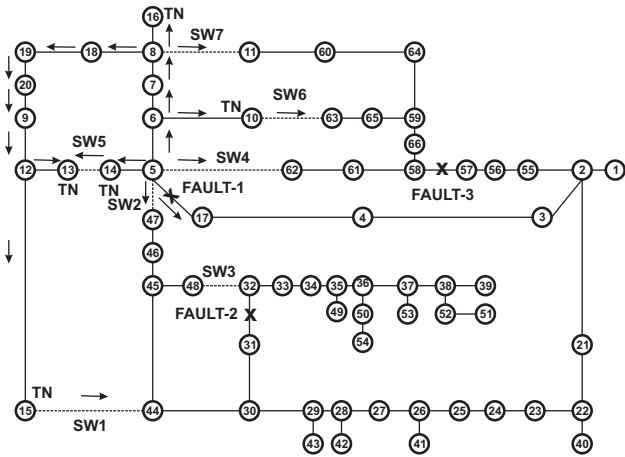 16 TN
19 18 8 SW7 11 60 64
20 7
9 6 TN 10 SW6 63 65 59
SW5 66
12 13 14 5 SW4 62 61 58 X 57 56 55 2 1
TN TN FAULT-1 FAULT-3
SW2 X
47 17 4 3
46
45 48 SW3 32 33 34 35 36 37 38 39
FAULT-2 X 49 50 53 52 51
54
31 21
TN
15 44 30 29 28 27 26 25 24 23 22
SW1
43 42 41 40